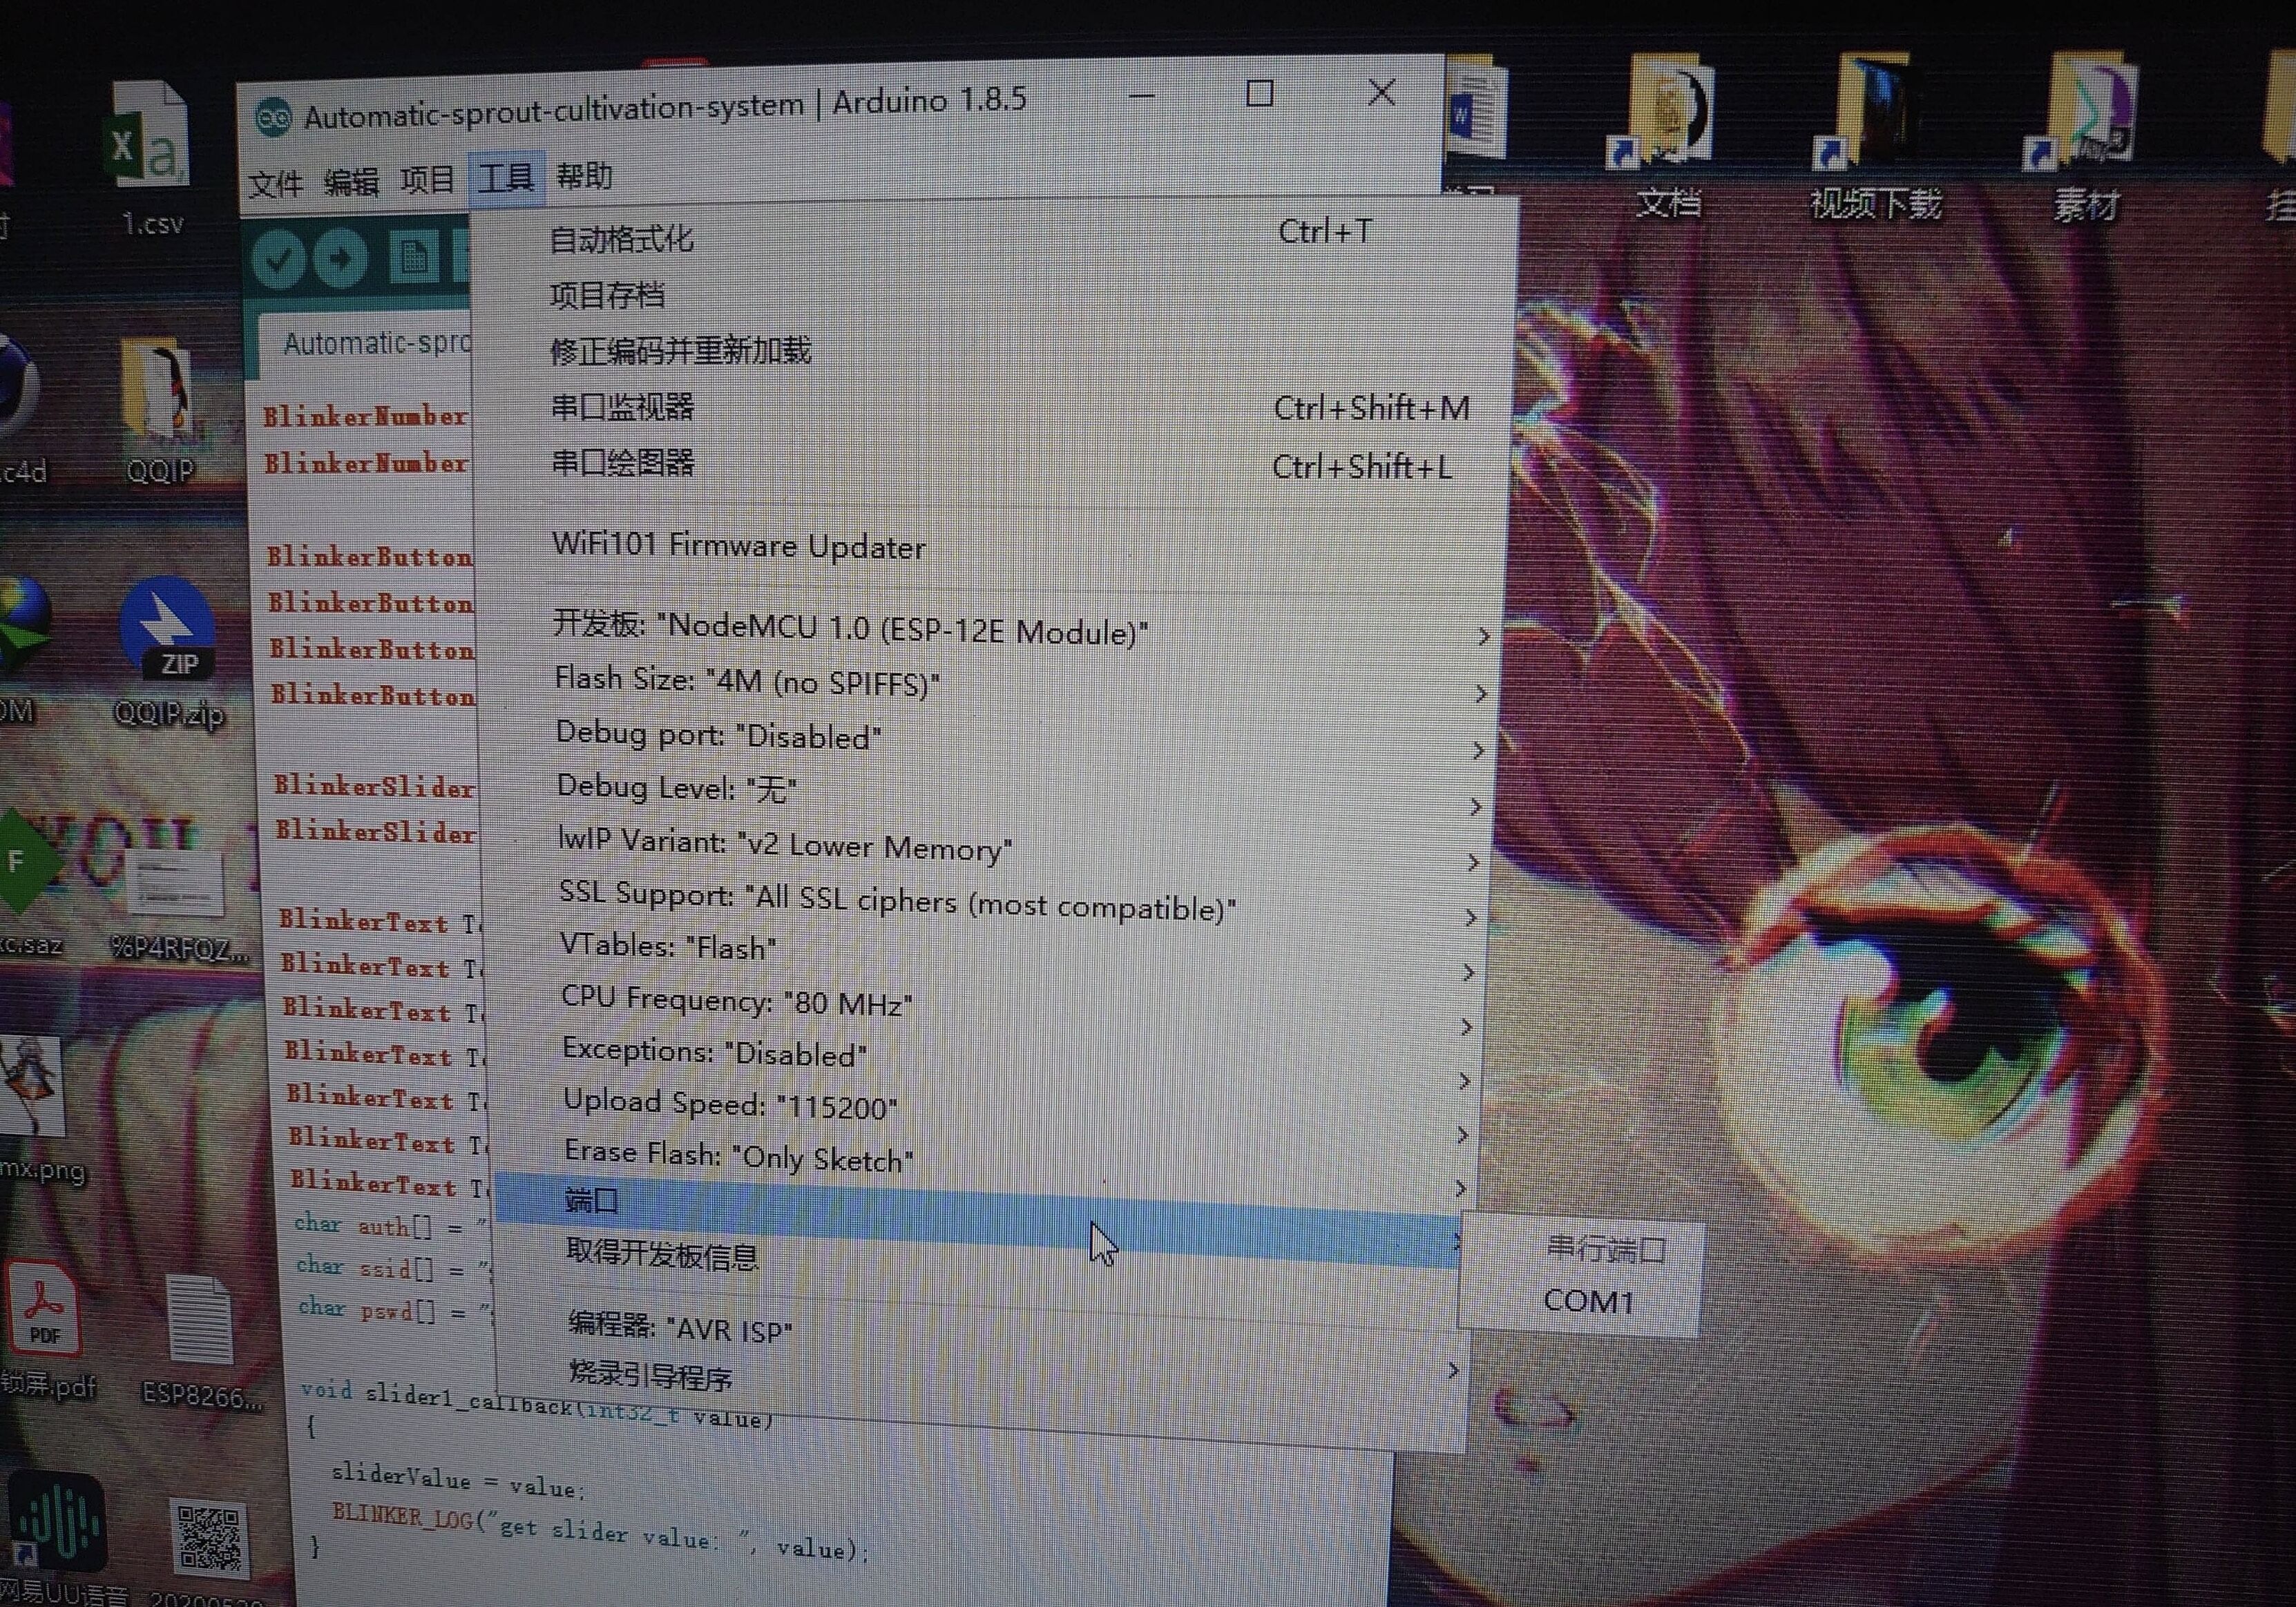 Automatic-sprout-cultivation-system | Arduino 1.8.5
文件 编辑 项目 工具 帮助
自动格式化 Ctrl+T
项目存档
修正编码并重新加载
串口监视器 Ctrl+Shift+M
串口绘图器 Ctrl+Shift+L
WiFi101 Firmware Updater
开发板: "NodeMCU 1.0 (ESP-12E Module)"
Flash Size: "4M (no SPIFFS)"
Debug port: "Disabled"
Debug Level: "无"
lwIP Variant: "v2 Lower Memory"
SSL Support: "All SSL ciphers (most compatible)"
VTables: "Flash"
CPU Frequency: "80 MHz"
Exceptions: "Disabled"
Upload Speed: "115200"
Erase Flash: "Only Sketch"
端口
串行端口
COM1
取得开发板信息
编程器: "AVR ISP"
烧录引导程序
Automatic-spro
BlinkerNumber
BlinkerNumber
BlinkerButton
BlinkerButton
BlinkerButton
BlinkerButton
BlinkerSlider
BlinkerSlider
BlinkerText T
BlinkerText T
BlinkerText T
BlinkerText T
BlinkerText T
BlinkerText T
BlinkerText T
char auth[] = "
char ssid[] = "
char pswd[] = "
void slider1_callback(int32_t value)
{
sliderValue = value;
BLINKER_LOG("get slider value: ", value);
}
1.csv
QQIP
ZIP
QQIP.zip
.c4d
F
c.saz
%P4RFQZ...
mx.png
PDF
锁屏.pdf
ESP8266...
网易UU语音
文档
视频下载
素材